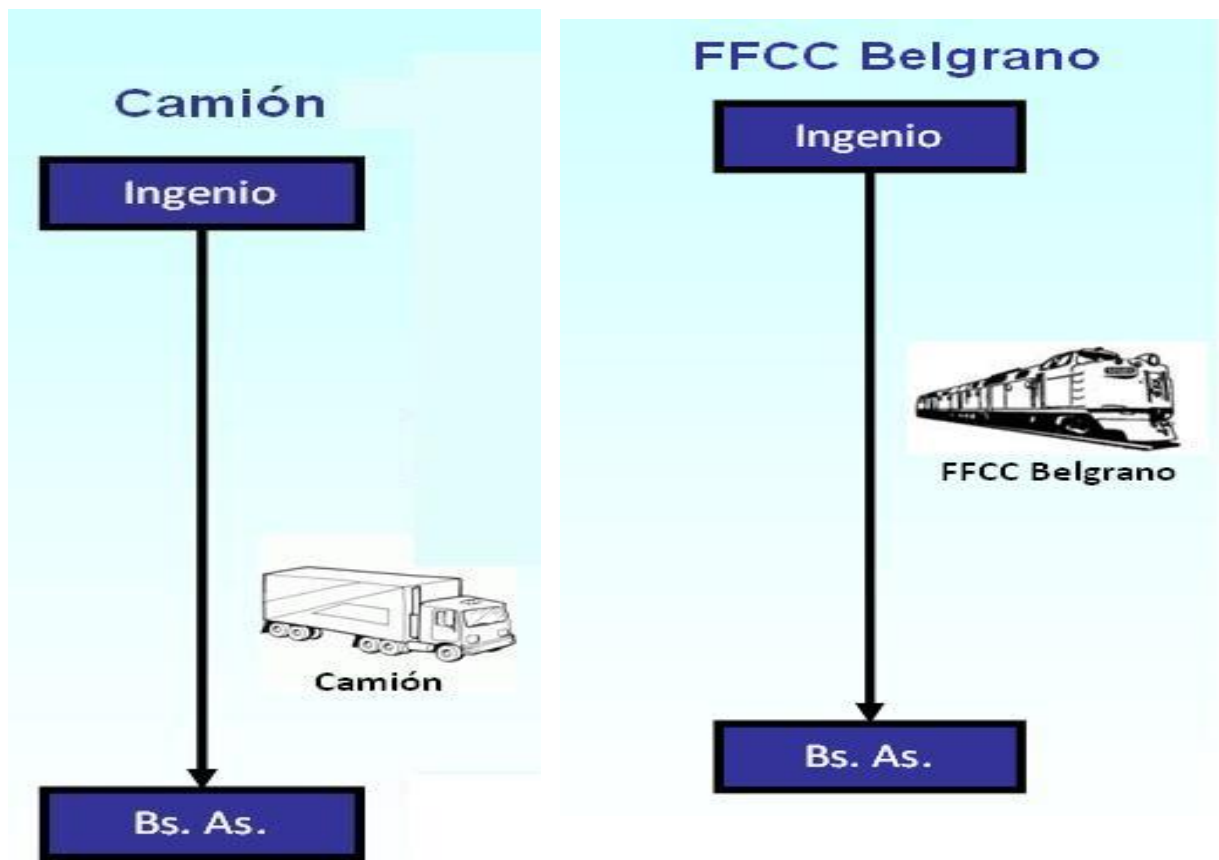 Camión
Ingenio
Camión
Bs. As.
FFCC Belgrano
Ingenio
FFCC Belgrano
Bs. As.